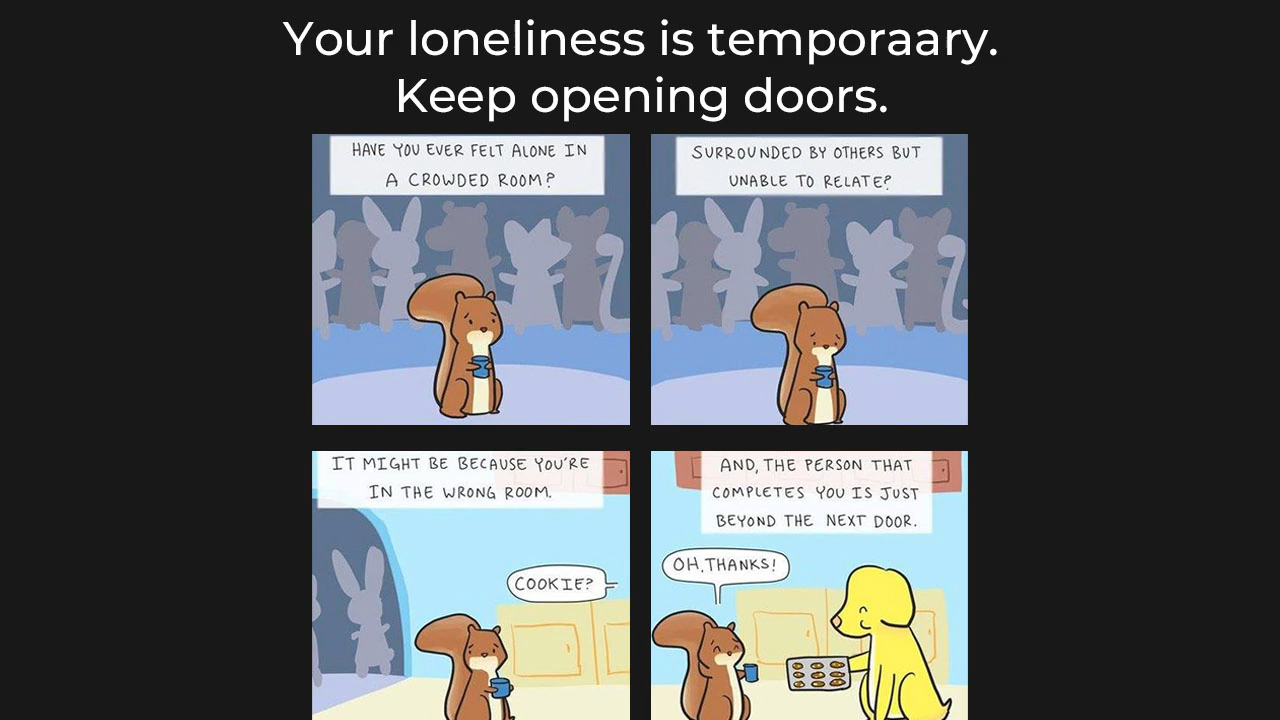 Your loneliness is temporaary.
Keep opening doors.
HAVE YOU EVER FELT ALONE IN
A CROWDED ROOM?
SURROUNDED BY OTHERS BUT
UNABLE TO RELATE?
IT MIGHT BE BECAUSE YOU'RE
IN THE WRONG ROOM.
COOKIE?
AND, THE PERSON THAT
COMPLETES YOU IS JUST
BEYOND THE NEXT DOOR.
OH, THANKS!